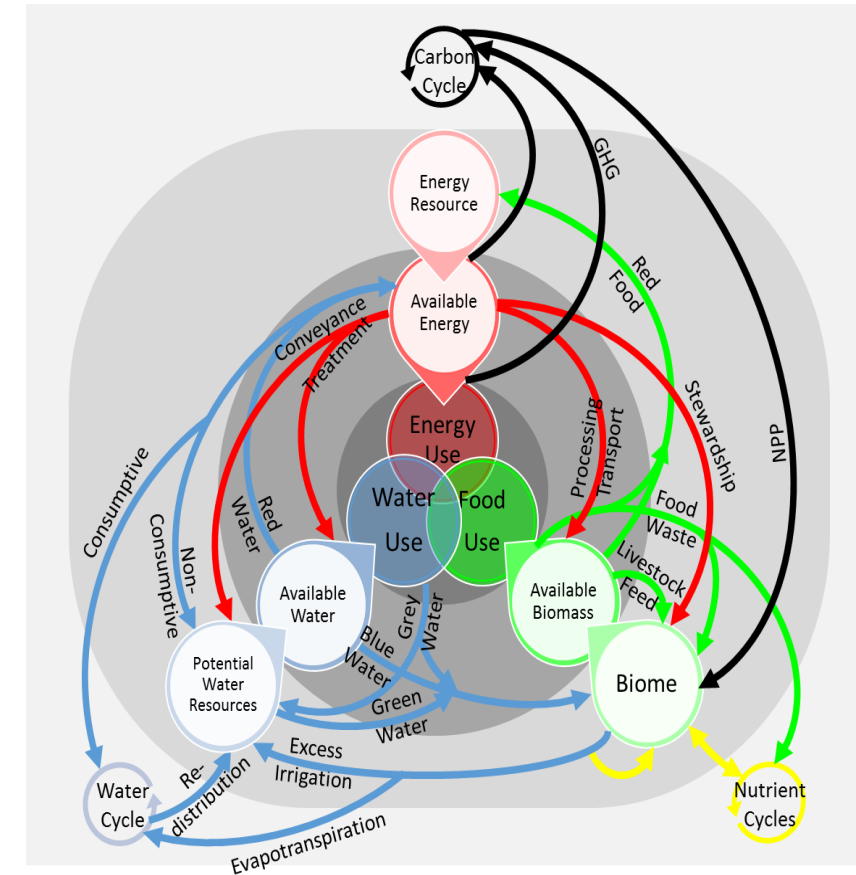 Carbon
Cycle
GHG
Energy
Resource
Red
Food
Available
Energy
Conveyance
Treatment
Stewardship
NPP
Processing
Transport
Energy
Use
Water
Use
Food
Use
Consumptive
Non-
Consumptive
Red
Water
Food
Waste
Livestock
Feed
Available
Water
Available
Biomass
Grey
Water
Blue
Water
Green
Water
Potential
Water
Resources
Biome
Excess
Irrigation
Re-
distribution
Water
Cycle
Nutrient
Cycles
Evapotranspiration